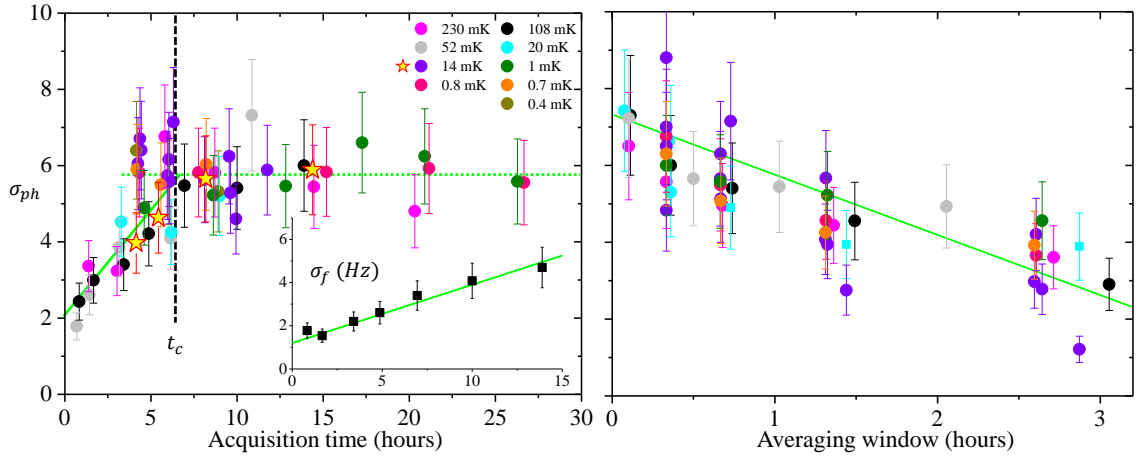 10
8
6
4
2
0
σ_ph
230 mK
108 mK
52 mK
20 mK
14 mK
1 mK
0.8 mK
0.7 mK
0.4 mK
t_c
6
4
2
0
σ_f (Hz)
0 5 10 15
0 5 10 15 20 25 30
Acquisition time (hours)
0 1 2 3
Averaging window (hours)